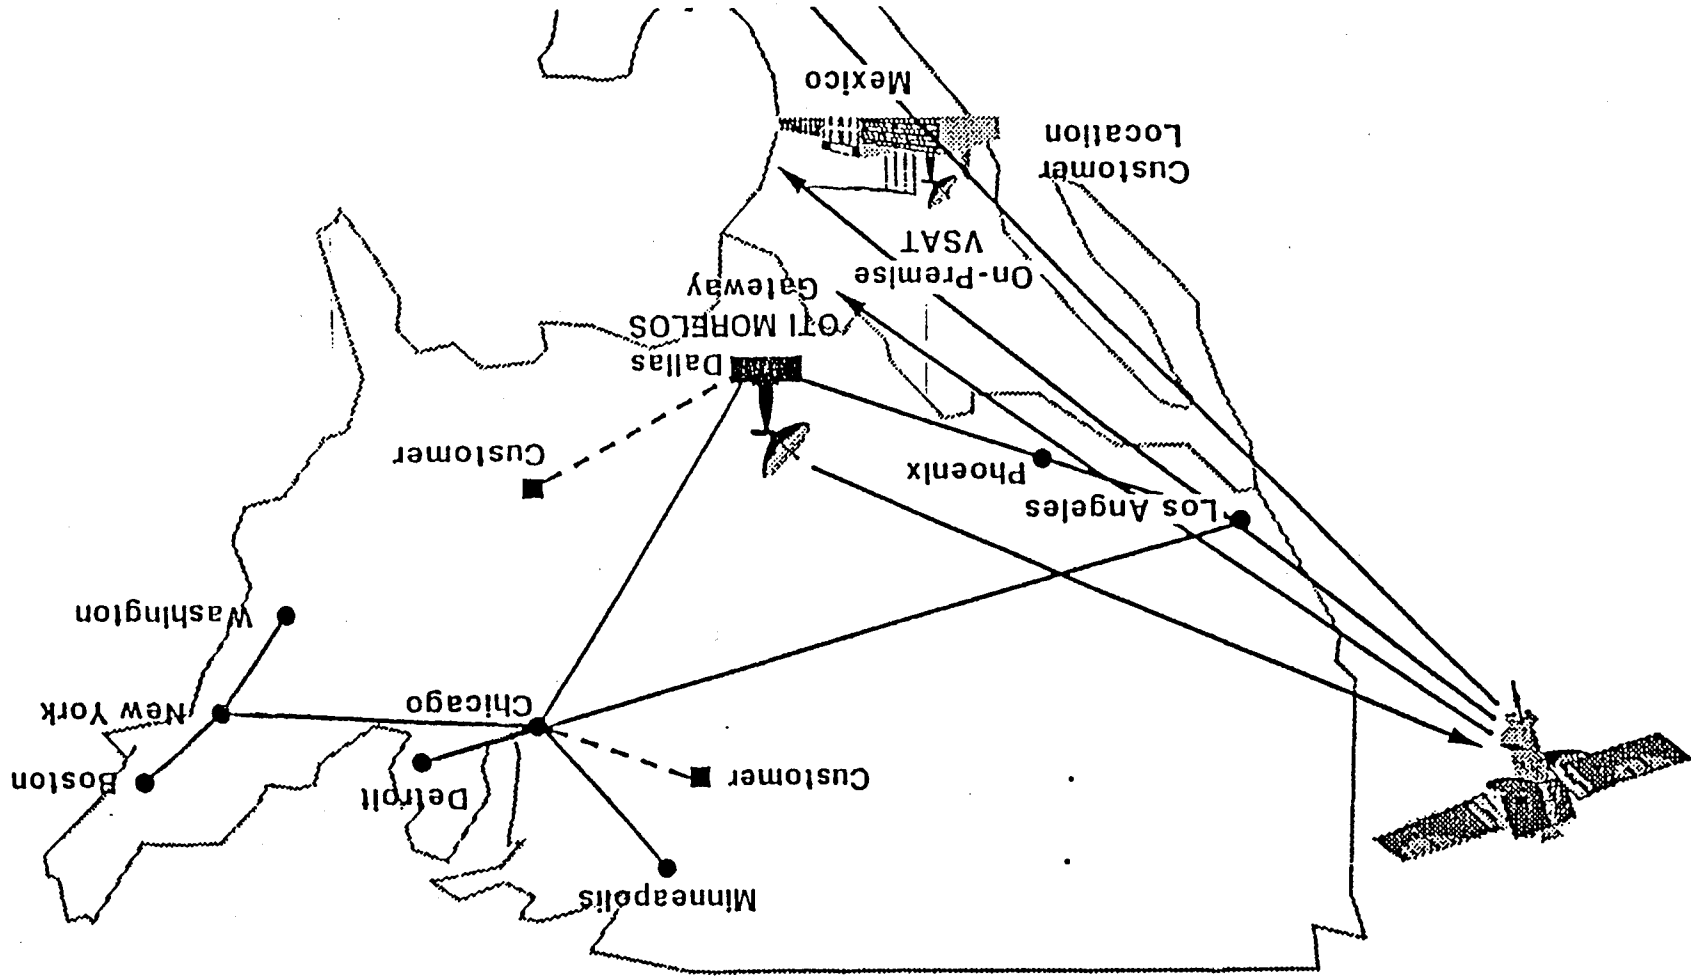 Minneapolis
Customer
Detroit
Boston
Chicago
New York
Washington
Los Angeles
Phoenix
Customer
Dallas
OTI MORELOS
Gateway
On-Premise
VSAT
Customer
Location
Mexico